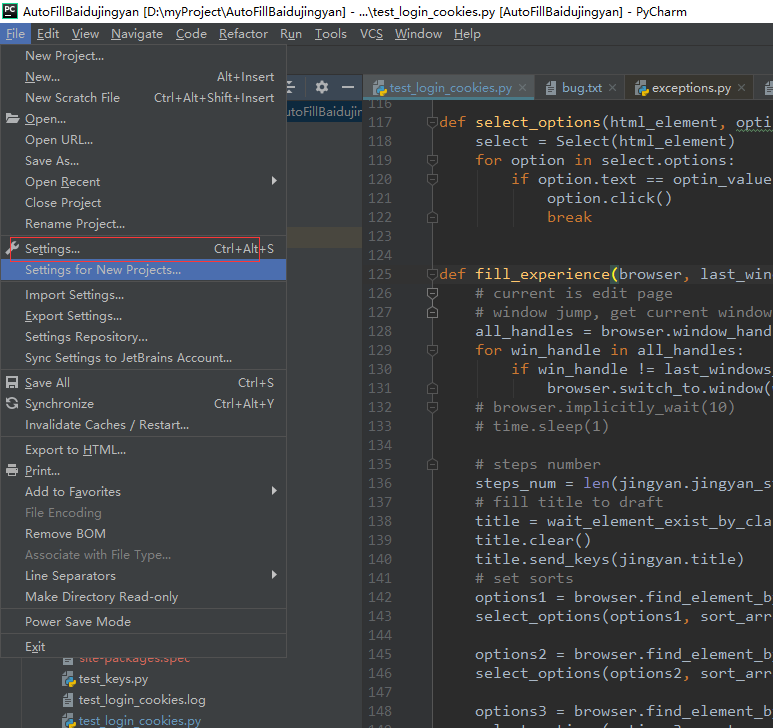 AutoFillBaidujingyan [D:\myProject\AutoFillBaidujingyan] - ...\test_login_cookies.py [AutoFillBaidujingyan] - PyCharm
File Edit View Navigate Code Refactor Run Tools VCS Window Help
New Project...
New... Alt+Insert
New Scratch File Ctrl+Alt+Shift+Insert
Open...
Open URL...
Save As...
Open Recent
Close Project
Rename Project...
Settings... Ctrl+Alt+S
Settings for New Projects...
Import Settings...
Export Settings...
Settings Repository...
Sync Settings to JetBrains Account...
Save All Ctrl+S
Synchronize Ctrl+Alt+Y
Invalidate Caches / Restart...
Export to HTML...
Print...
Add to Favorites
File Encoding
Remove BOM
Associate with File Type...
Line Separators
Make Directory Read-only
Power Save Mode
Exit
site-packages.spec
test_keys.py
test_login_cookies.log
test_login_cookies.py
utoFillBaidujin
test_login_cookies.py bug.txt exceptions.py
116
117 def select_options(html_element, opti
118 select = Select(html_element)
119 for option in select.options:
120 if option.text == optin_value
121 option.click()
122 break
123
124
125 def fill_experience(browser, last_win
126 # current is edit page
127 # window jump, get current window
128 all_handles = browser.window_hand
129 for win_handle in all_handles:
130 if win_handle != last_windows
131 browser.switch_to.window(
132 # browser.implicitly_wait(10)
133 # time.sleep(1)
134
135 # steps number
136 steps_num = len(jingyan.jingyan_s
137 # fill title to draft
138 title = wait_element_exist_by_cla
139 title.clear()
140 title.send_keys(jingyan.title)
141 # set sorts
142 options1 = browser.find_element_b
143 select_options(options1, sort_arr
144
145 options2 = browser.find_element_b
146 select_options(options2, sort_arr
147
148 options3 = browser.find_element_b